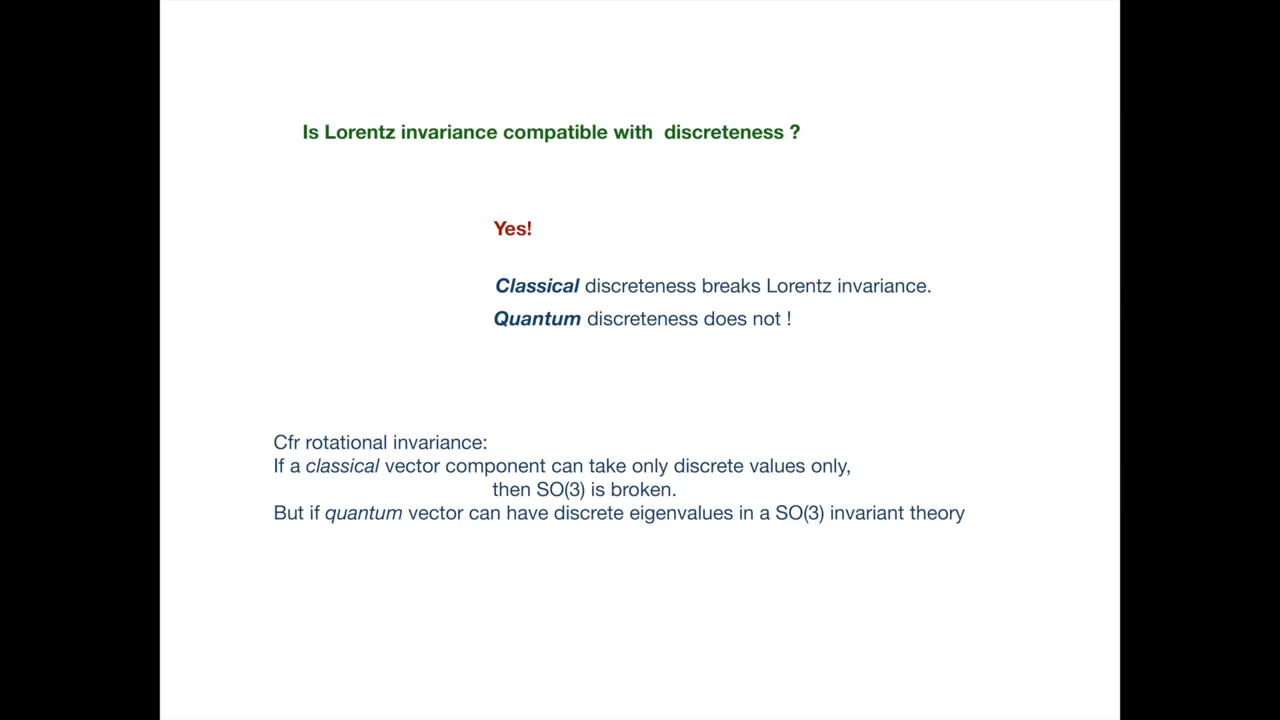 Is Lorentz invariance compatible with  discreteness ?
Yes!
Classical discreteness breaks Lorentz invariance.
Quantum discreteness does not !
Cfr rotational invariance:
If a classical vector component can take only discrete values only,
then SO(3) is broken.
But if quantum vector can have discrete eigenvalues in a SO(3) invariant theory